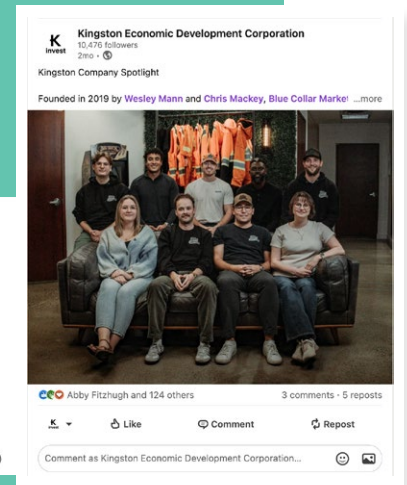 K
invest
Kingston Economic Development Corporation
10,476 followers
2mo •
Kingston Company Spotlight
Founded in 2019 by Wesley Mann and Chris Mackey, Blue Collar Market ...more
Abby Fitzhugh and 124 others
3 comments • 5 reposts
K
Like
Comment
Repost
Comment as Kingston Economic Development Corporation...